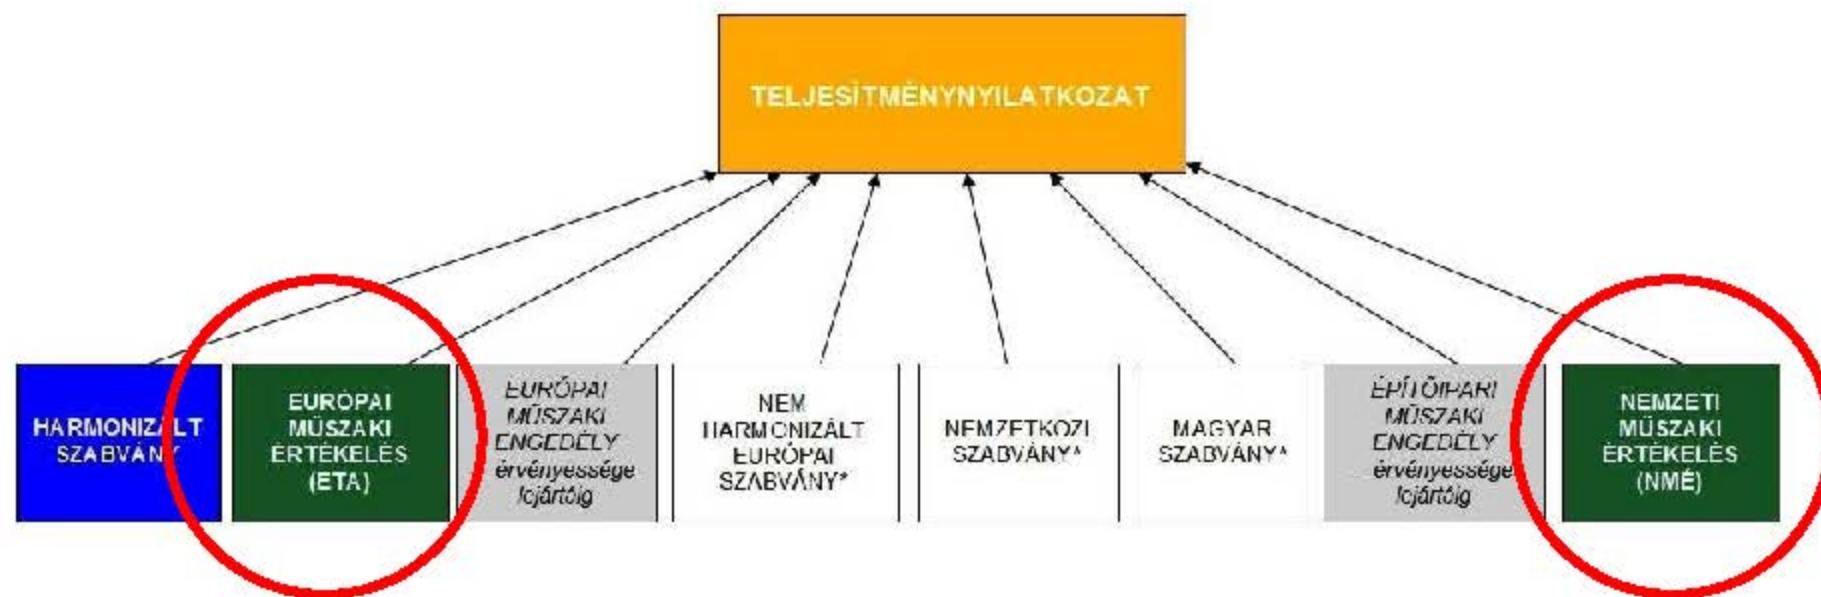 TELJESÍTMÉNYNYILATKOZAT
HARMONIZÁLT
SZABVÁNY
EURÓPAI
MŰSZAKI
ÉRTÉKELÉS
(ETA)
EURÓPAI
MŰSZAKI
ENGEDÉLY
érvényessége
lejártáig
NEM
HARMONIZÁLT
EURÓPAI
SZABVÁNY*
NEMZETKÖZI
SZABVÁNY*
MAGYAR
SZABVÁNY*
ÉPÍTŐIPARI
MŰSZAKI
ENGEDÉLY
érvényessége
lejártáig
NEMZETI
MŰSZAKI
ÉRTÉKELÉS
(NMÉ)